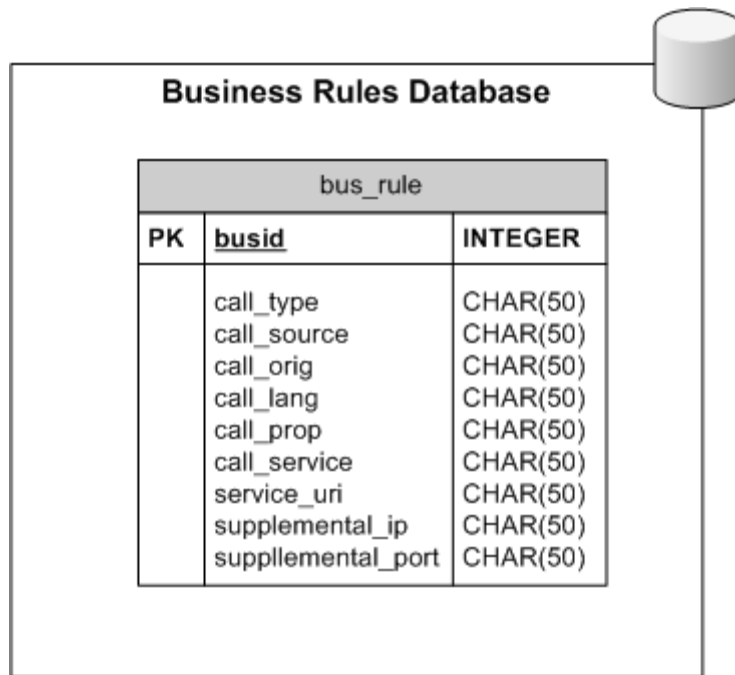 Business Rules Database
bus_rule
PK busid INTEGER
call_type CHAR(50)
call_source CHAR(50)
call_orig CHAR(50)
call_lang CHAR(50)
call_prop CHAR(50)
call_service CHAR(50)
service_uri CHAR(50)
supplemental_ip CHAR(50)
suppllemental_port CHAR(50)